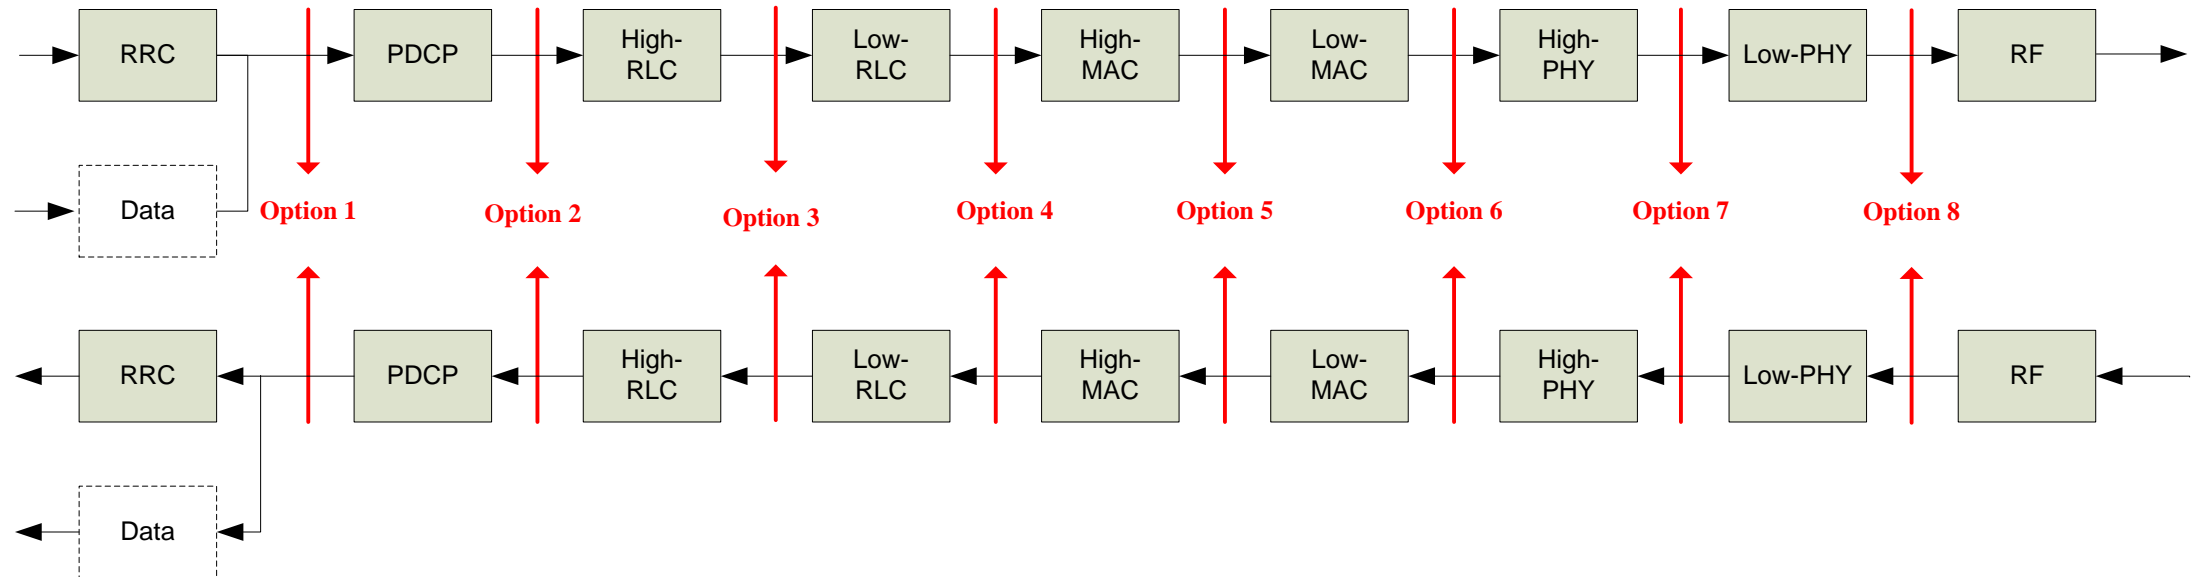 RRC
PDCP
High-
RLC
Low-
RLC
High-
MAC
Low-
MAC
High-
PHY
Low-PHY
RF
Data
Option 1
Option 2
Option 3
Option 4
Option 5
Option 6
Option 7
Option 8
RRC
PDCP
High-
RLC
Low-
RLC
High-
MAC
Low-
MAC
High-
PHY
Low-PHY
RF
Data